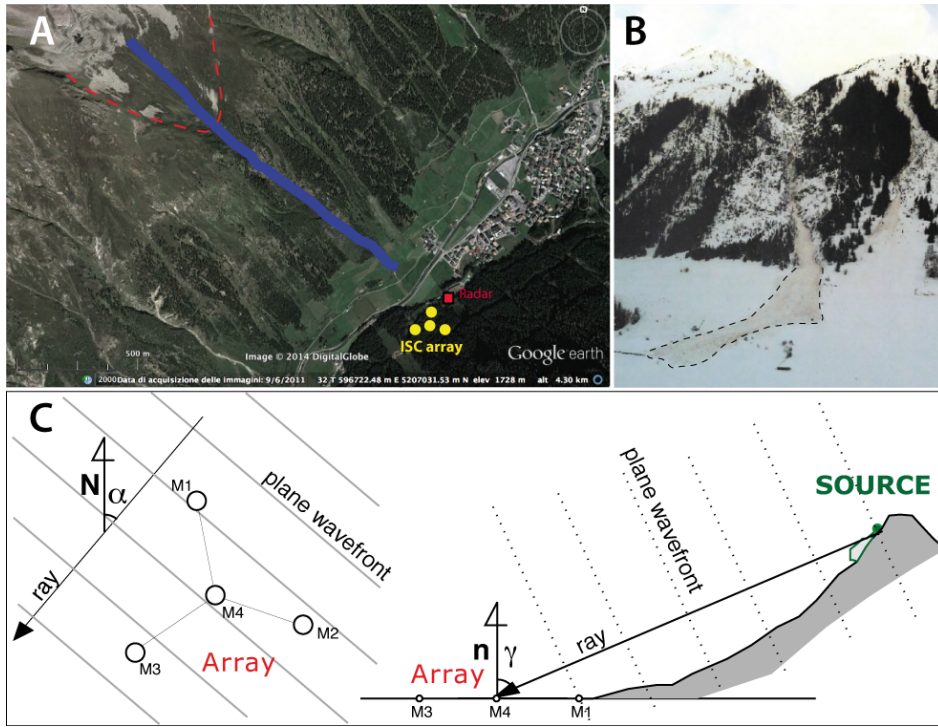 A
N
Radar
ISC array
500 m
Image © 2014 DigitalGlobe
Google earth
2000 Data di acquisizione delle immagini: 9/6/2011 32 T 596722.48 m E 5207031.53 m N elev 1728 m alt 4.30 km
B
C
N
α
M1
plane wavefront
ray
M4
M2
M3
Array
plane wavefront
SOURCE
n
γ
ray
Array
M3
M4
M1